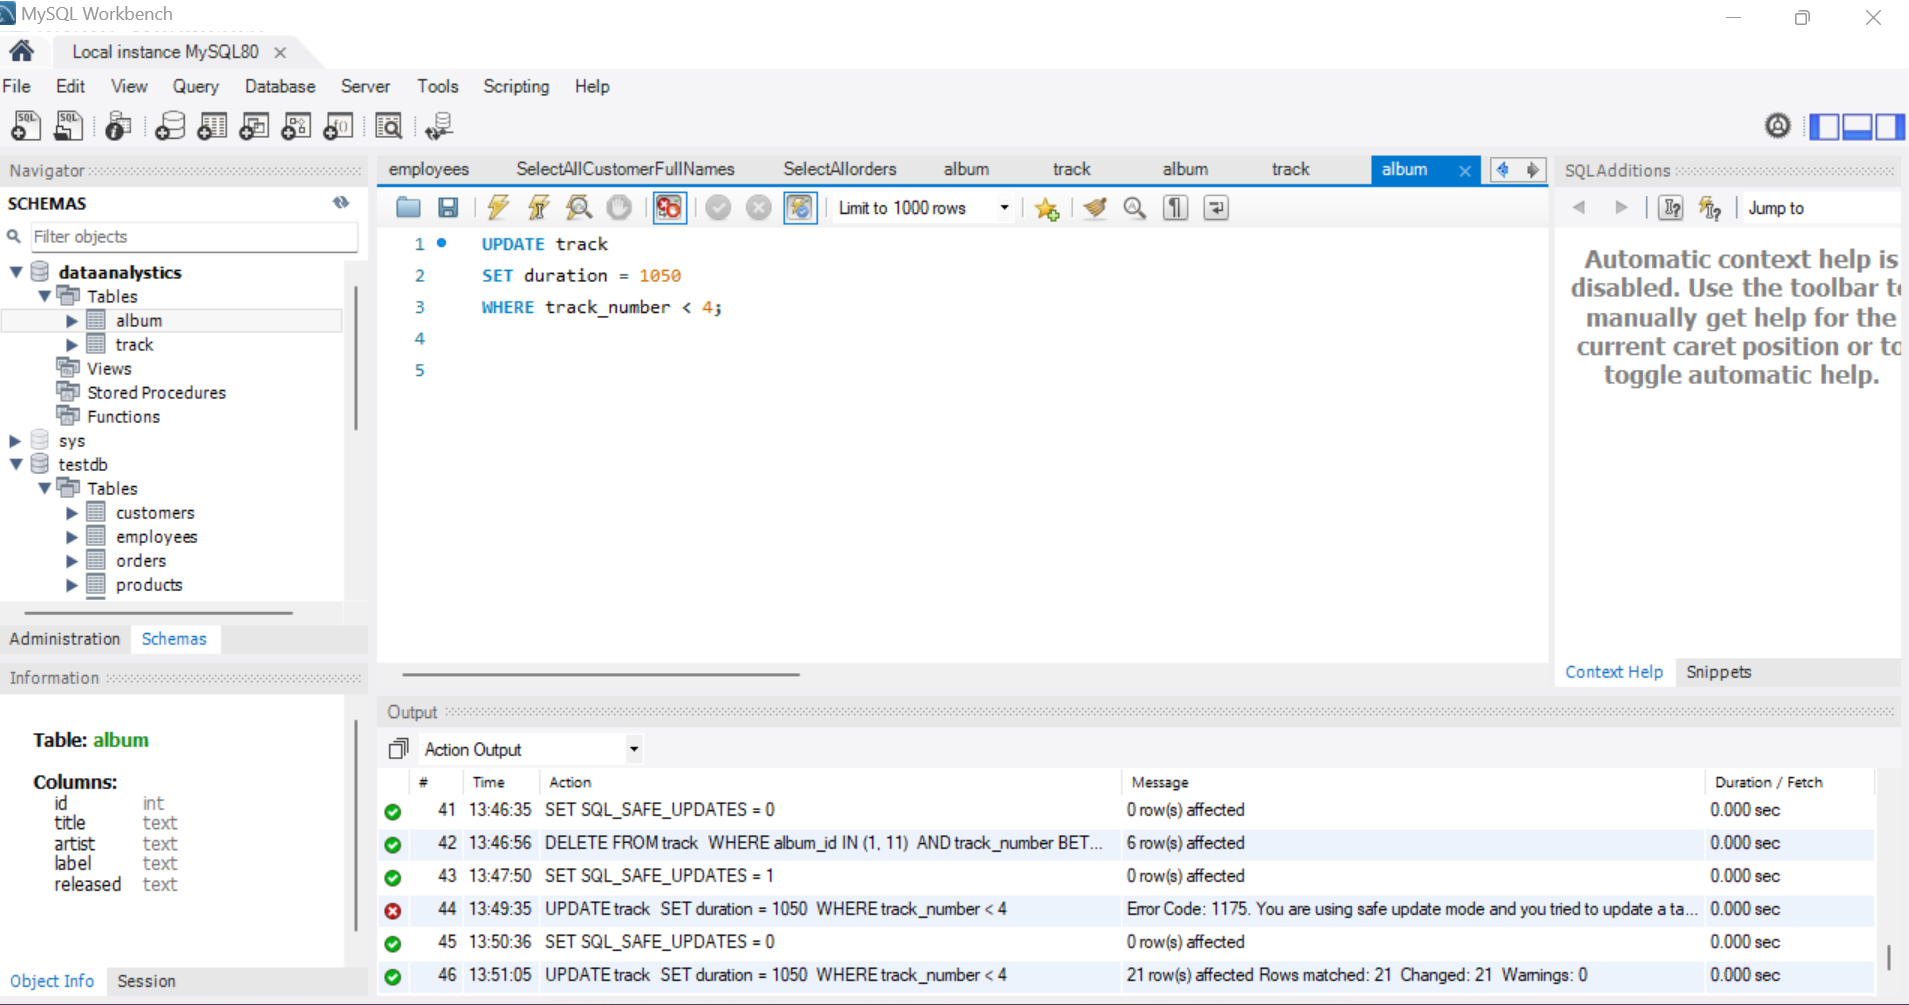 MySQL Workbench
Local instance MySQL80
File Edit View Query Database Server Tools Scripting Help
Navigator
SCHEMAS
Filter objects
dataanalystics
Tables
album
track
Views
Stored Procedures
Functions
sys
testdb
Tables
customers
employees
orders
products
Administration Schemas
Information
Table: album
Columns:
id int
title text
artist text
label text
released text
Object Info Session
employees SelectAllCustomerFullNames SelectAllorders album track album track album
Limit to 1000 rows
1 UPDATE track
2 SET duration = 1050
3 WHERE track_number < 4;
4
5
SQLAdditions
Jump to
Automatic context help is
disabled. Use the toolbar
manually get help for the
current caret position or
toggle automatic help.
Context Help Snippets
Output
Action Output
# Time Action Message Duration / Fetch
41 13:46:35 SET SQL_SAFE_UPDATES = 0 0 row(s) affected 0.000 sec
42 13:46:56 DELETE FROM track WHERE album_id IN (1, 11) AND track_number BET... 6 row(s) affected 0.000 sec
43 13:47:50 SET SQL_SAFE_UPDATES = 1 0 row(s) affected 0.000 sec
44 13:49:35 UPDATE track SET duration = 1050 WHERE track_number < 4 Error Code: 1175. You are using safe update mode and you tried to update a ta... 0.000 sec
45 13:50:36 SET SQL_SAFE_UPDATES = 0 0 row(s) affected 0.000 sec
46 13:51:05 UPDATE track SET duration = 1050 WHERE track_number < 4 21 row(s) affected Rows matched: 21 Changed: 21 Warnings: 0 0.000 sec